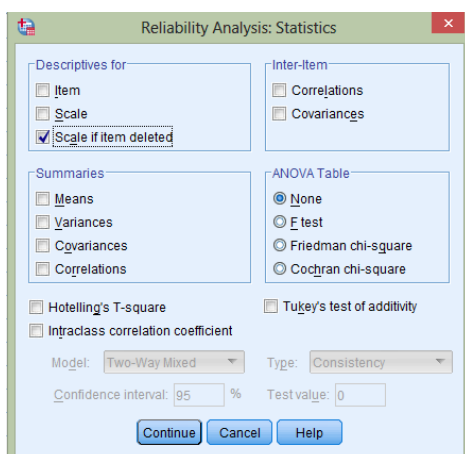 Reliability Analysis: Statistics
Descriptives for
Item
Scale
Scale if item deleted
Inter-Item
Correlations
Covariances
Summaries
Means
Variances
Covariances
Correlations
ANOVA Table
None
F test
Friedman chi-square
Cochran chi-square
Hotelling's T-square
Tukey's test of additivity
Intraclass correlation coefficient
Model: Two-Way Mixed Type: Consistency
Confidence interval: 95 % Test value: 0
Continue Cancel Help